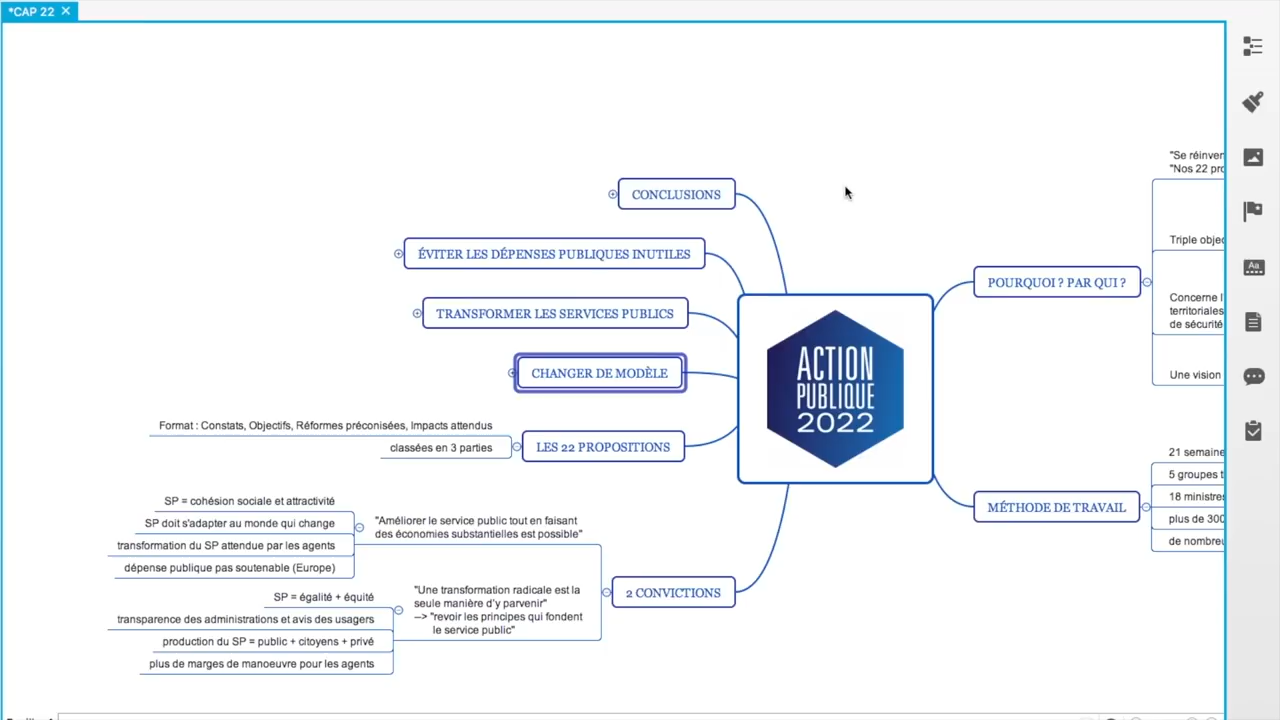 *CAP 22
CONCLUSIONS
ÉVITER LES DÉPENSES PUBLIQUES INUTILES
TRANSFORMER LES SERVICES PUBLICS
CHANGER DE MODÈLE
Format : Constats, Objectifs, Réformes préconisées, Impacts attendus
classées en 3 parties
LES 22 PROPOSITIONS
SP = cohésion sociale et attractivité
SP doit s'adapter au monde qui change
transformation du SP attendue par les agents
dépense publique pas soutenable (Europe)
"Améliorer le service public tout en faisant
des économies substantielles est possible"
SP = égalité + équité
transparence des administrations et avis des usagers
production du SP = public + citoyens + privé
plus de marges de manoeuvre pour les agents
"Une transformation radicale est la
seule manière d'y parvenir"
--> "revoir les principes qui fondent
le service public"
2 CONVICTIONS
ACTION
PUBLIQUE
2022
"Se réinver
"Nos 22 pro
Triple objec
POURQUOI ? PAR QUI ?
Concerne l'
territoriales
de sécurité
Une vision
21 semaine
5 groupes t
MÉTHODE DE TRAVAIL
18 ministres
plus de 300
de nombreu
Aa